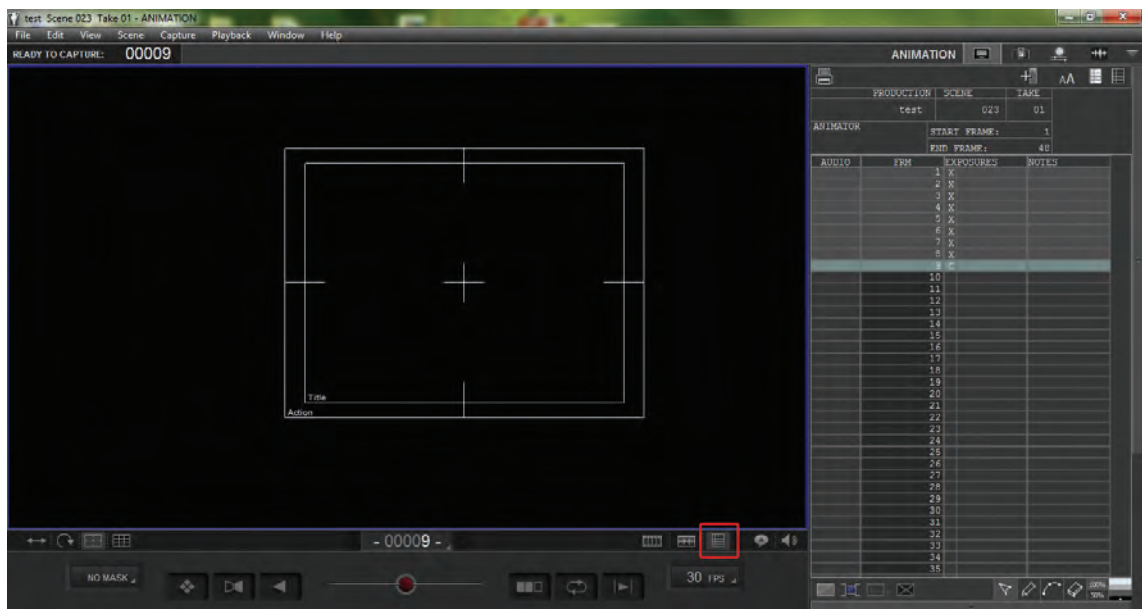 test Scene 023 Take 01 - ANIMATION
File Edit View Scene Capture Playback Window Help
READY TO CAPTURE: 00009
ANIMATION
AA
PRODUCTION SCENE TAKE
test 023 01
ANIMATOR
START FRAME: 1
END FRAME: 48
AUDIO FRM EXPOSURES NOTES
1 X
2 X
3 X
4 X
5 X
6 X
7 X
8 X
9 C
10
11
12
13
14
15
16
17
18
19
20
21
22
23
24
25
26
27
28
29
30
31
32
33
34
35
Title
Action
- 00009 -
NO MASK
30 FPS
100%
50%